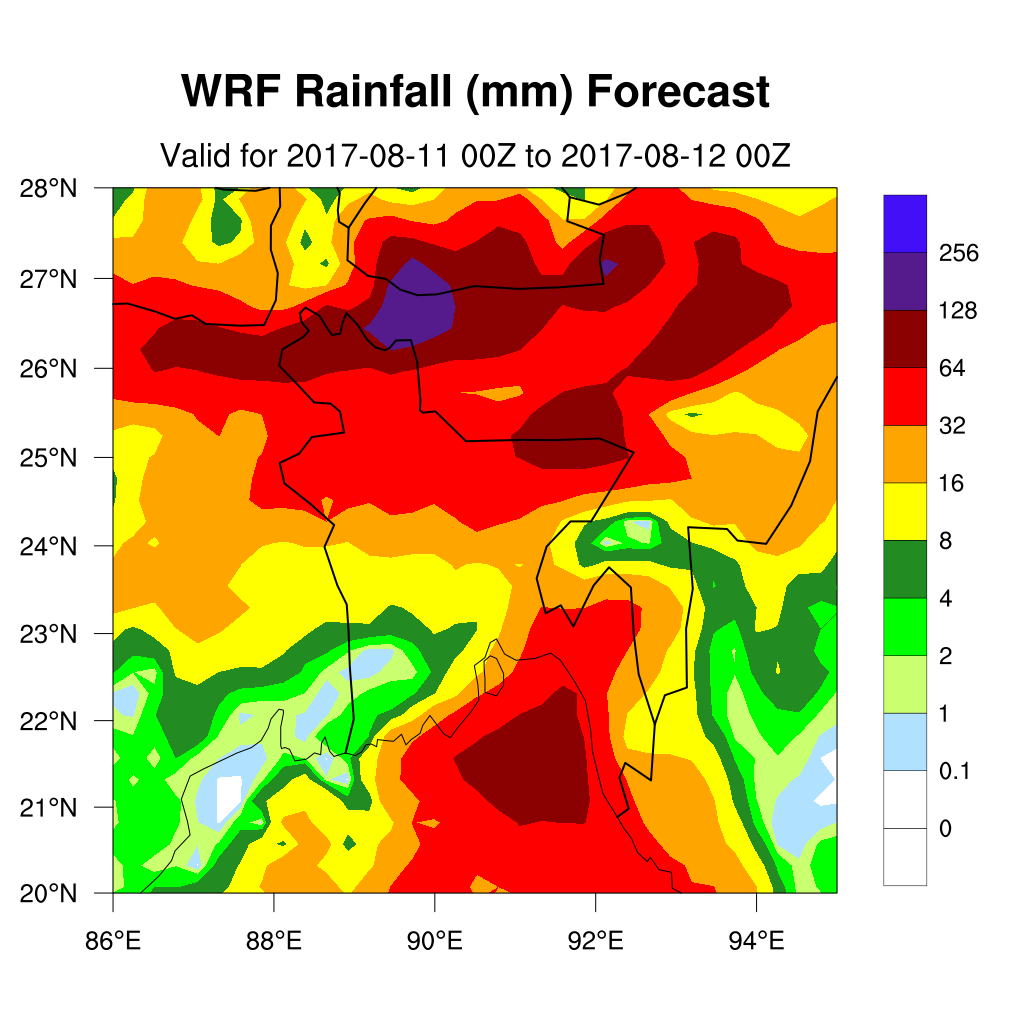 WRF Rainfall (mm) Forecast
Valid for 2017-08-11 00Z to 2017-08-12 00Z
28°N
27°N
26°N
25°N
24°N
23°N
22°N
21°N
20°N
86°E 88°E 90°E 92°E 94°E
256
128
64
32
16
8
4
2
1
0.1
0